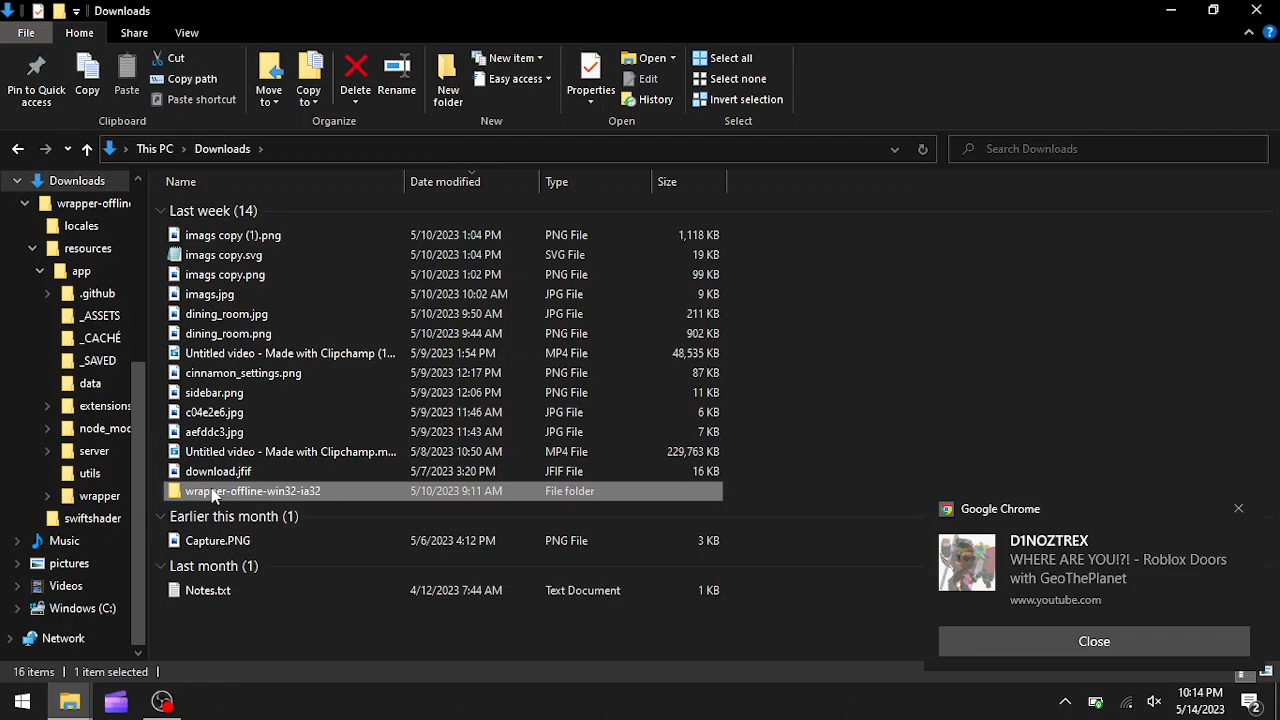 Downloads
File Home Share View
Pin to Quick access
Copy
Paste
Cut
Copy path
Paste shortcut
Move to
Copy to
Delete
Rename
New folder
New item
Easy access
Properties
Open
Edit
History
Select all
Select none
Invert selection
Clipboard Organize New Open Select
This PC Downloads
Search Downloads
Downloads
wrapper-offlin
locales
resources
app
.github
_ASSETS
_CACHÉ
_SAVED
data
extensions
node_mod
server
utils
wrapper
swiftshader
Music
pictures
Videos
Windows (C:)
Network
Name Date modified Type Size
Last week (14)
imags copy (1).png 5/10/2023 1:04 PM PNG File 1,118 KB
imags copy.svg 5/10/2023 1:04 PM SVG File 19 KB
imags copy.png 5/10/2023 1:02 PM PNG File 99 KB
imags.jpg 5/10/2023 10:02 AM JPG File 9 KB
dining_room.jpg 5/10/2023 9:50 AM JPG File 211 KB
dining_room.png 5/10/2023 9:44 AM PNG File 902 KB
Untitled video - Made with Clipchamp (1... 5/9/2023 1:54 PM MP4 File 48,535 KB
cinnamon_settings.png 5/9/2023 12:17 PM PNG File 87 KB
sidebar.png 5/9/2023 12:06 PM PNG File 11 KB
c04e2e6.jpg 5/9/2023 11:46 AM JPG File 6 KB
aefddc3.jpg 5/9/2023 11:43 AM JPG File 7 KB
Untitled video - Made with Clipchamp.m... 5/8/2023 10:50 AM MP4 File 229,763 KB
download.jfif 5/7/2023 3:20 PM JFIF File 16 KB
wrapper-offline-win32-ia32 5/10/2023 9:11 AM File folder
Earlier this month (1)
Capture.PNG 5/6/2023 4:12 PM PNG File 3 KB
Last month (1)
Notes.txt 4/12/2023 7:44 AM Text Document 1 KB
Google Chrome
D1NOZTREX
WHERE ARE YOU!?! - Roblox Doors
with GeoThePlanet
www.youtube.com
Close
16 items 1 item selected
10:14 PM
5/14/2023
2